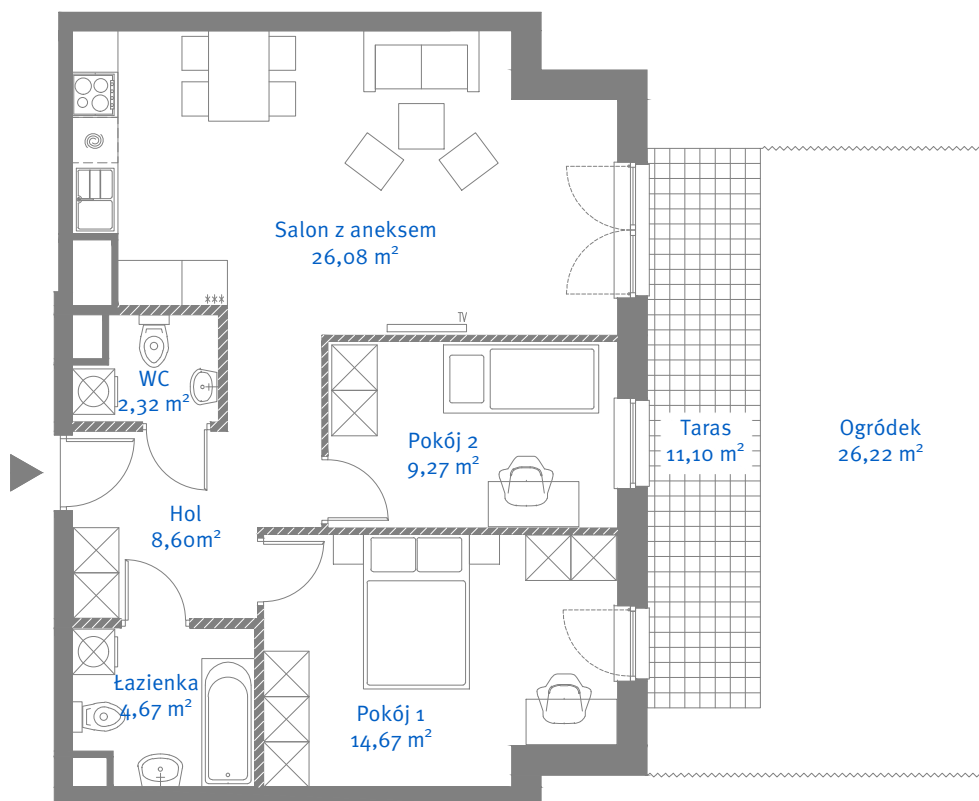 Salon z aneksem
26,08 m²
***
TV
WC
2,32 m²
Pokój 2
9,27 m²
Taras
11,10 m²
Ogródek
26,22 m²
Hol
8,60m²
Łazienka
4,67 m²
Pokój 1
14,67 m²